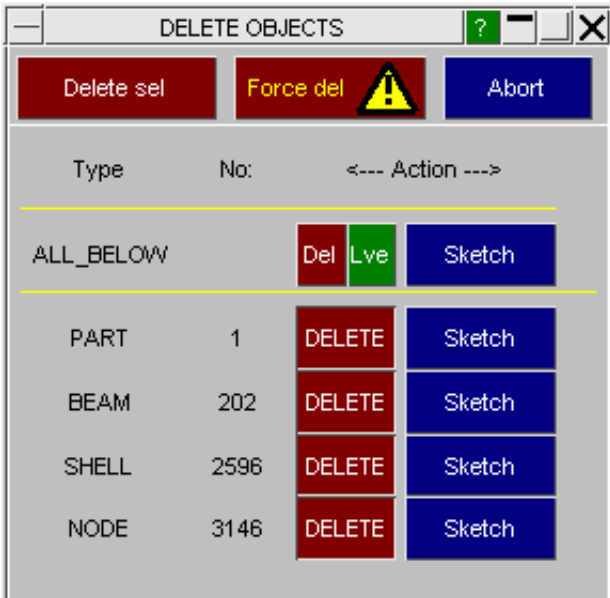 DELETE OBJECTS ?
Delete sel Force del ! Abort
Type No: <--- Action --->
ALL_BELOW Del Lve Sketch
PART 1 DELETE Sketch
BEAM 202 DELETE Sketch
SHELL 2596 DELETE Sketch
NODE 3146 DELETE Sketch